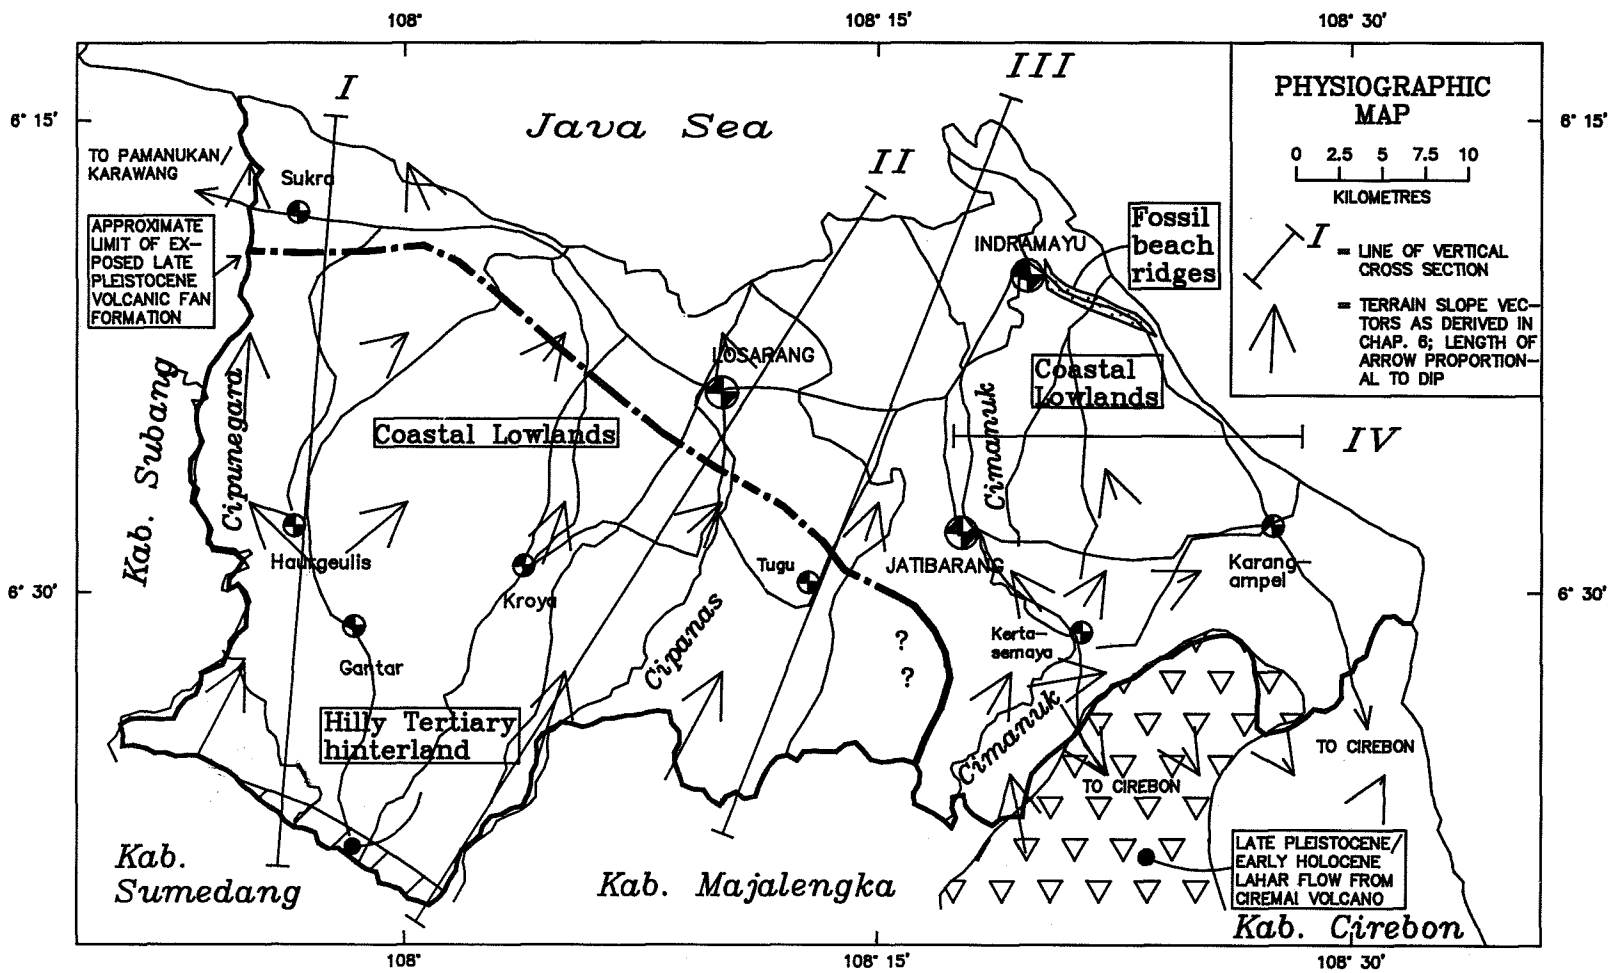 108° 108° 15' 108° 30'
I
III
PHYSIOGRAPHIC
MAP
6° 15' 6° 15'
Java Sea
0 2.5 5 7.5 10
KILOMETRES
TO PAMANUKAN/
KARAWANG
II
Sukra
APPROXIMATE
LIMIT OF EX-
POSED LATE
PLEISTOCENE
VOLCANIC FAN
FORMATION
INDRAMAYU
Fossil
beach
ridges
I = LINE OF VERTICAL
CROSS SECTION
= TERRAIN SLOPE VEC-
TORS AS DERIVED IN
CHAP. 6; LENGTH OF
ARROW PROPORTION-
AL TO DIP
LOSARANG
Coastal
Lowlands
Kab. Subang
Cipunegara
Coastal Lowlands
Cimanuk
IV
Haurgeulis
Kroya
Tugu
JATIBARANG
Karang-
ampel
6° 30' 6° 30'
Gantar
Cipanas
?
?
Kerta-
semaya
Hilly Tertiary
hinterland
Cimanuk
TO CIREBON
TO CIREBON
Kab.
Sumedang
Kab. Majalengka
LATE PLEISTOCENE/
EARLY HOLOCENE
LAHAR FLOW FROM
CIREMAI VOLCANO
Kab. Cirebon
108° 108° 15' 108° 30'